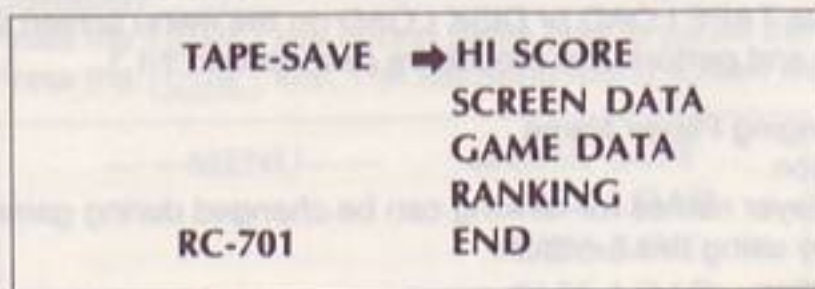 TAPE-SAVE ➡ HI SCORE
SCREEN DATA
GAME DATA
RANKING
RC-701 END